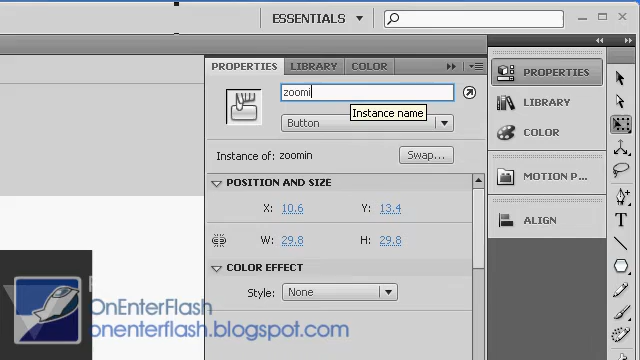 ESSENTIALS
PROPERTIES LIBRARY COLOR
zoomi
Instance name
Button
Instance of: zoomin Swap...
POSITION AND SIZE
X: 10.6 Y: 13.4
W: 29.8 H: 29.8
COLOR EFFECT
Style: None
PROPERTIES
LIBRARY
COLOR
MOTION P...
ALIGN
T
OnEnterFlash
onenterflash.blogspot.com